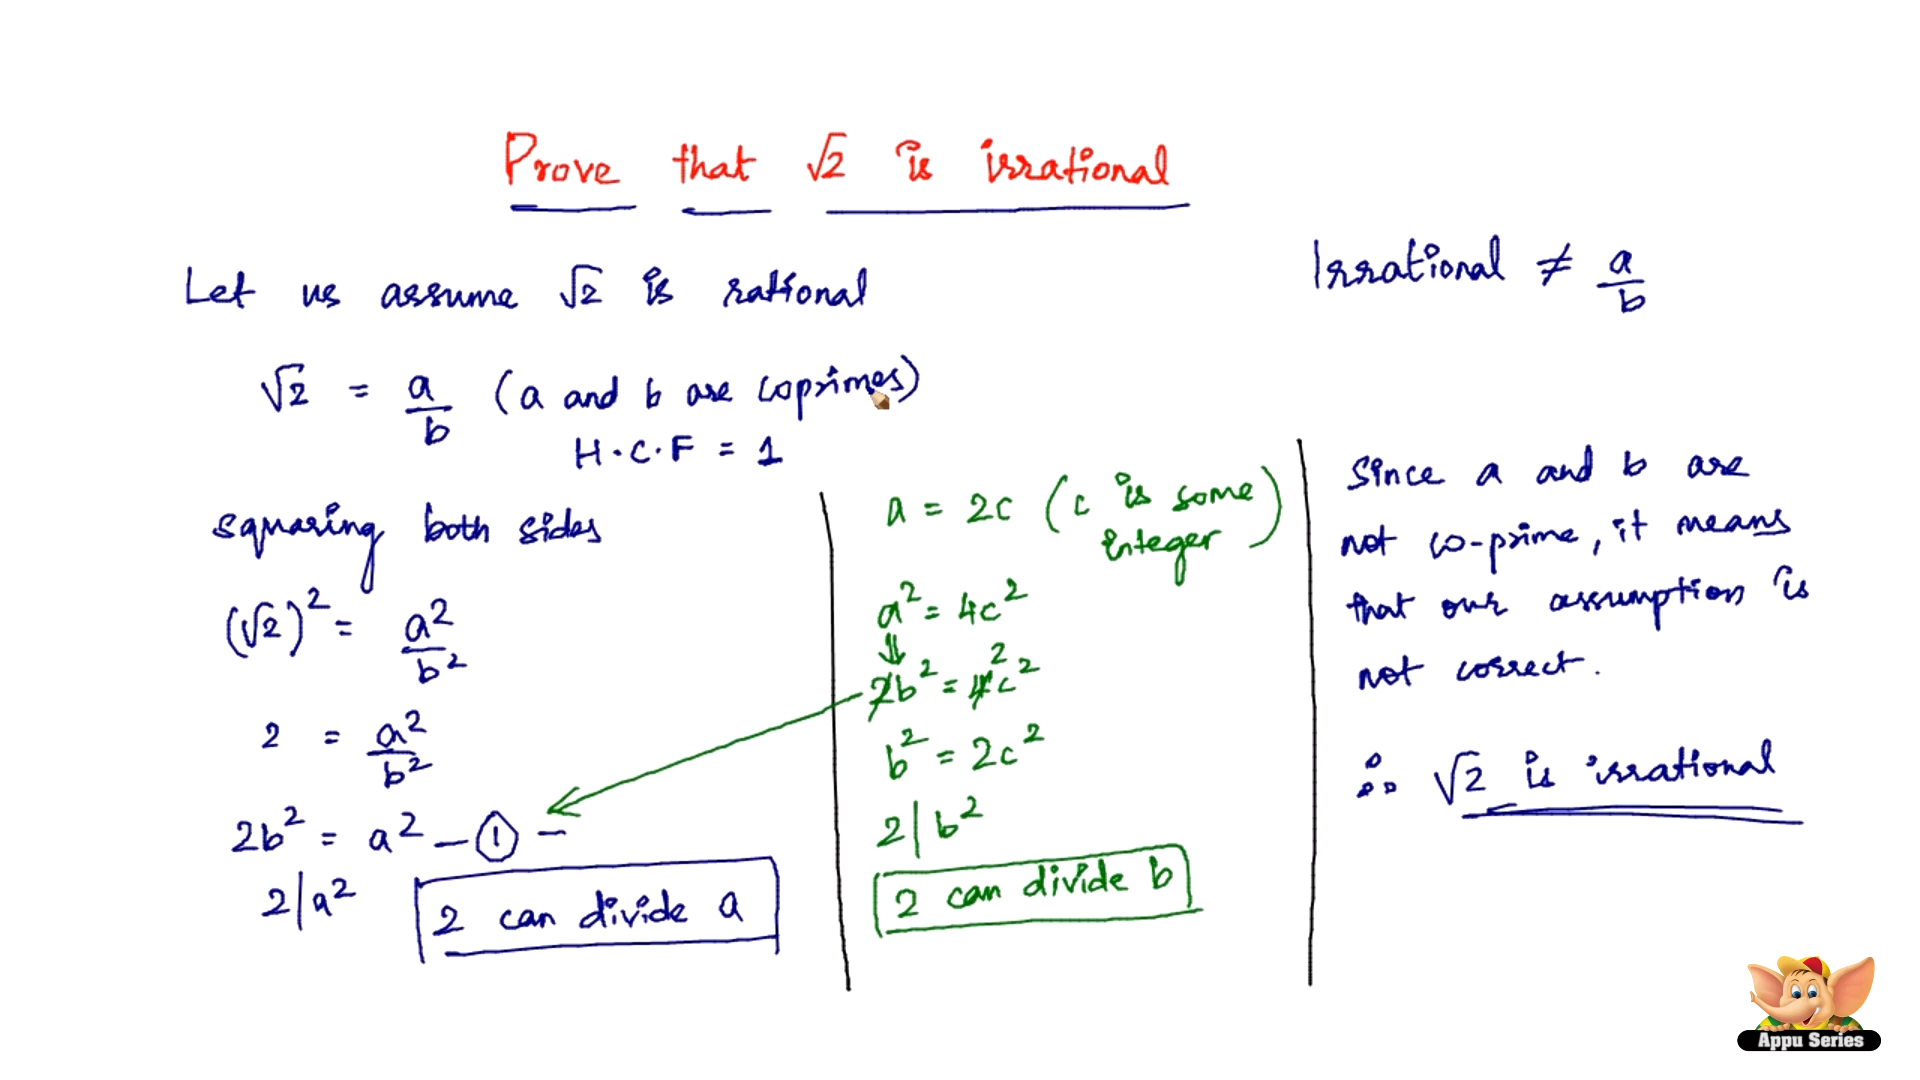 Prove that √2 is irrational
Let us assume √2 is rational
Irrational ≠ a/b
√2 = a/b (a and b are coprimes)
H.C.F = 1
Squaring both sides
(√2)² = a²/b²
2 = a²/b²
2b² = a² – ① –
2|a²
2 can divide a
a = 2c (c is some
integer)
a² = 4c²
⇓
2b² = 4c²
2
b² = 2c²
2|b²
2 can divide b
Since a and b are
not co-prime, it means
that our assumption is
not correct.
∴ √2 is irrational
Appu Series